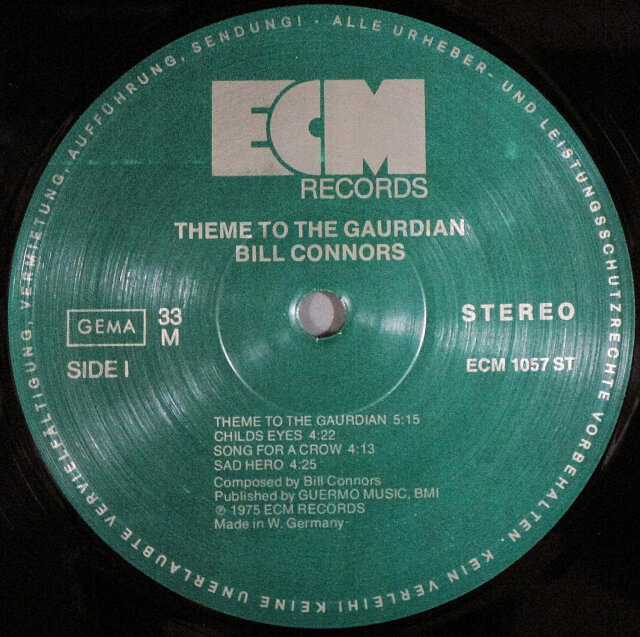 ECM
RECORDS
THEME TO THE GAURDIAN
BILL CONNORS
GEMA
33
M
SIDE I
STEREO
ECM 1057 ST
THEME TO THE GAURDIAN 5:15
CHILDS EYES 4:22
SONG FOR A CROW 4:13
SAD HERO 4:25
Composed by Bill Connors
Published by GUERMO MUSIC, BMI
℗ 1975 ECM RECORDS
Made in W. Germany
· ALLE URHEBER- UND LEISTUNGSSCHUTZRECHTE VORBEHALTEN. KEIN VERLEIH! KEINE UNERLAUBTE VERVIELFÄLTIGUNG, VERMIETUNG, AUFFÜHRUNG, SENDUNG!